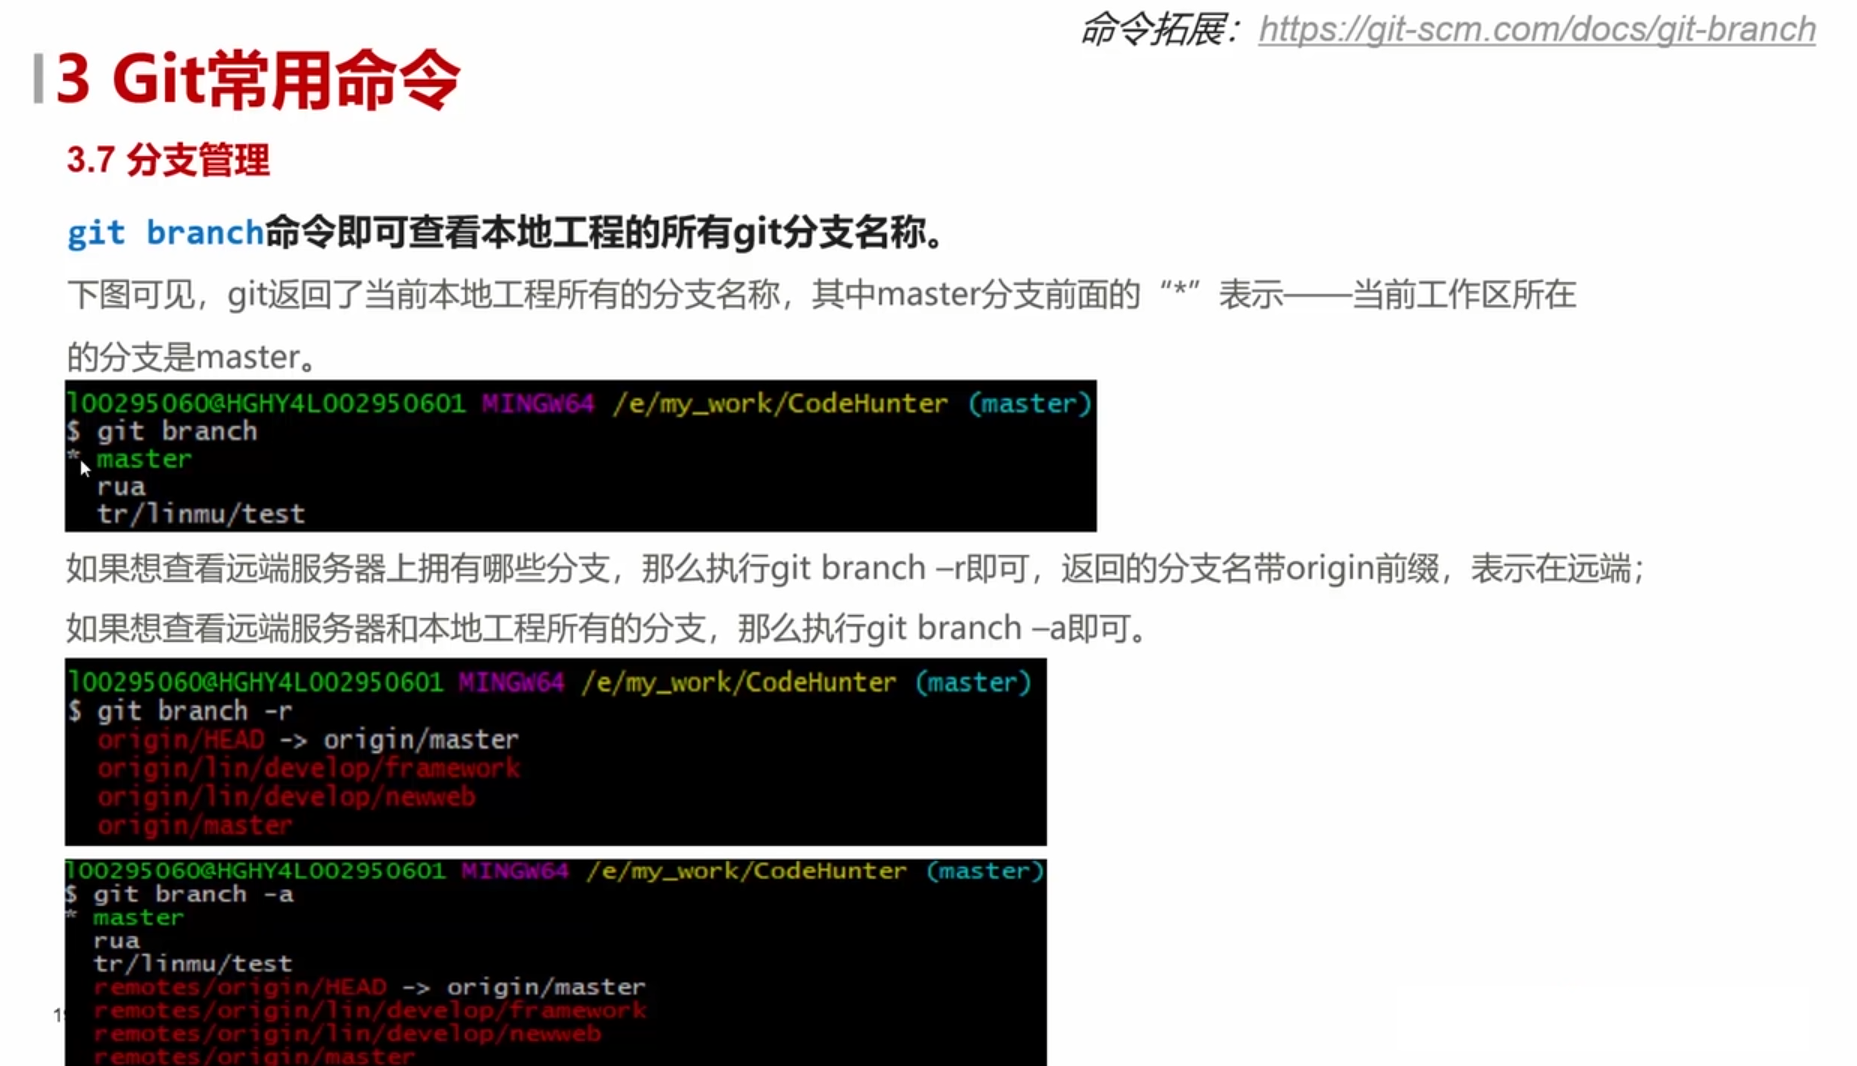 命令拓展：https://git-scm.com/docs/git-branch
3 Git常用命令
3.7 分支管理
git branch命令即可查看本地工程的所有git分支名称。
下图可见，git返回了当前本地工程所有的分支名称，其中master分支前面的“*”表示——当前工作区所在
的分支是master。
l00295060@HGHY4L002950601 MINGW64 /e/my_work/CodeHunter (master)
$ git branch
* master
rua
tr/linmu/test
如果想查看远端服务器上拥有哪些分支，那么执行git branch –r即可，返回的分支名带origin前缀，表示在远端；
如果想查看远端服务器和本地工程所有的分支，那么执行git branch –a即可。
l00295060@HGHY4L002950601 MINGW64 /e/my_work/CodeHunter (master)
$ git branch -r
origin/HEAD -> origin/master
origin/lin/develop/framework
origin/lin/develop/newweb
origin/master
l00295060@HGHY4L002950601 MINGW64 /e/my_work/CodeHunter (master)
$ git branch -a
* master
rua
tr/linmu/test
remotes/origin/HEAD -> origin/master
remotes/origin/lin/develop/framework
remotes/origin/lin/develop/newweb
remotes/origin/master